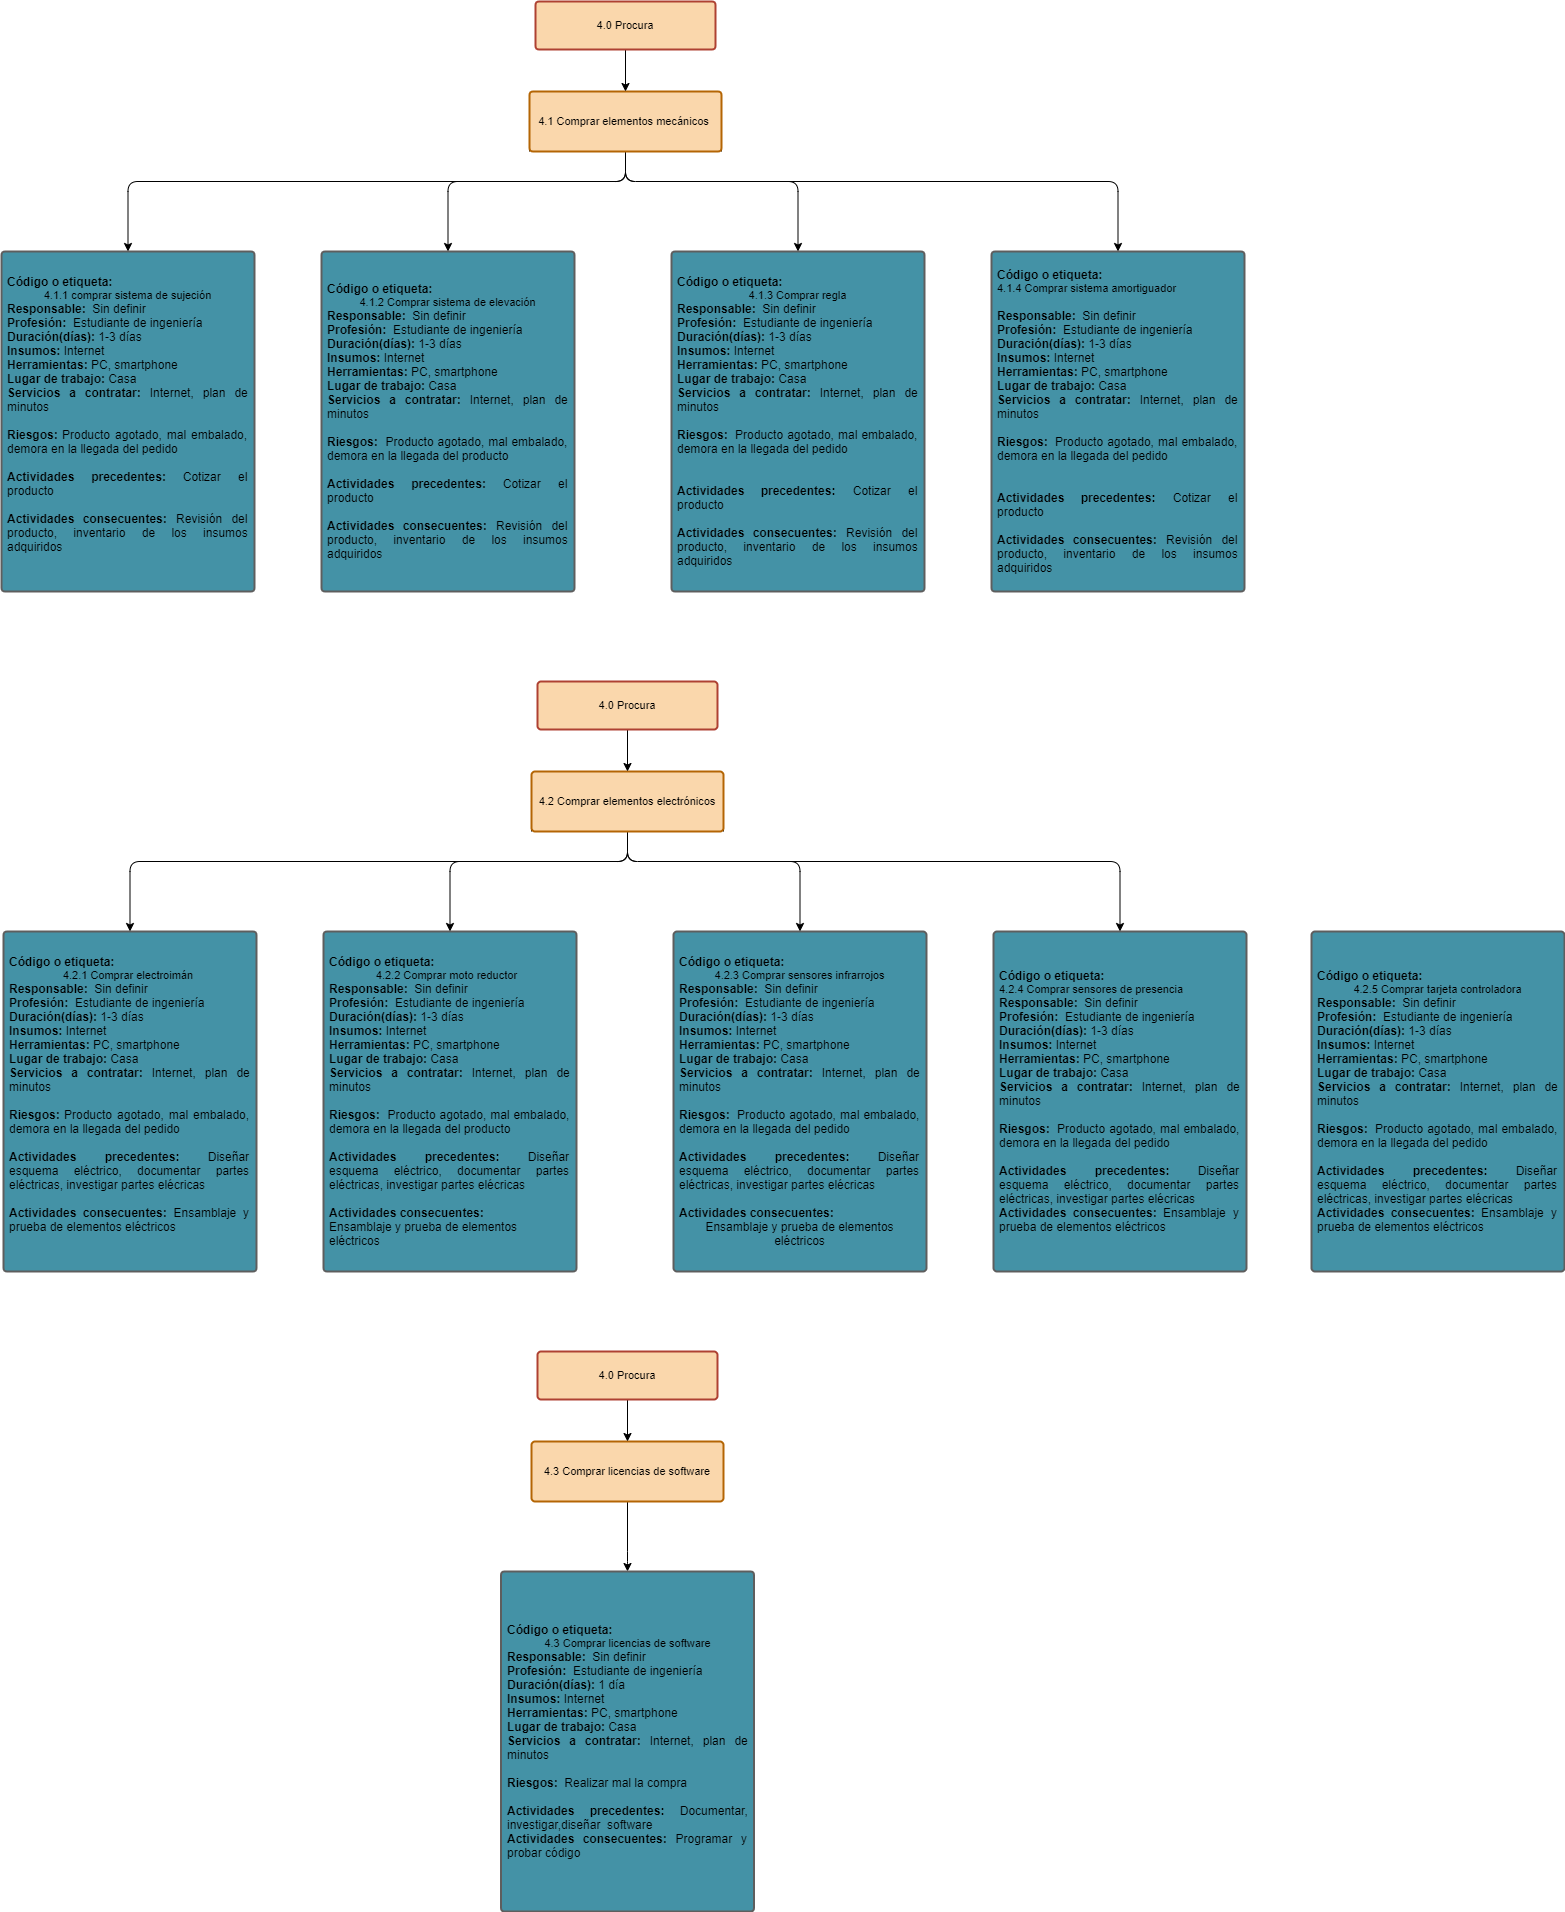 4.0 Procura
4.1 Comprar elementos mecánicos
Código o etiqueta:
4.1.1 comprar sistema de sujeción
Responsable: Sin definir
Profesión: Estudiante de ingeniería
Duración(días): 1-3 días
Insumos: Internet
Herramientas: PC, smartphone
Lugar de trabajo: Casa
Servicios a contratar: Internet, plan de
minutos
Riesgos: Producto agotado, mal embalado,
demora en la llegada del pedido
Actividades precedentes: Cotizar el
producto
Actividades consecuentes: Revisión del
producto, inventario de los insumos
adquiridos
Código o etiqueta:
4.1.2 Comprar sistema de elevación
Responsable: Sin definir
Profesión: Estudiante de ingeniería
Duración(días): 1-3 días
Insumos: Internet
Herramientas: PC, smartphone
Lugar de trabajo: Casa
Servicios a contratar: Internet, plan de
minutos
Riesgos: Producto agotado, mal embalado,
demora en la llegada del producto
Actividades precedentes: Cotizar el
producto
Actividades consecuentes: Revisión del
producto, inventario de los insumos
adquiridos
Código o etiqueta:
4.1.3 Comprar regla
Responsable: Sin definir
Profesión: Estudiante de ingeniería
Duración(días): 1-3 días
Insumos: Internet
Herramientas: PC, smartphone
Lugar de trabajo: Casa
Servicios a contratar: Internet, plan de
minutos
Riesgos: Producto agotado, mal embalado,
demora en la llegada del pedido
Actividades precedentes: Cotizar el
producto
Actividades consecuentes: Revisión del
producto, inventario de los insumos
adquiridos
Código o etiqueta:
4.1.4 Comprar sistema amortiguador
Responsable: Sin definir
Profesión: Estudiante de ingeniería
Duración(días): 1-3 días
Insumos: Internet
Herramientas: PC, smartphone
Lugar de trabajo: Casa
Servicios a contratar: Internet, plan de
minutos
Riesgos: Producto agotado, mal embalado,
demora en la llegada del pedido
Actividades precedentes: Cotizar el
producto
Actividades consecuentes: Revisión del
producto, inventario de los insumos
adquiridos
4.0 Procura
4.2 Comprar elementos electrónicos
Código o etiqueta:
4.2.1 Comprar electroimán
Responsable: Sin definir
Profesión: Estudiante de ingeniería
Duración(días): 1-3 días
Insumos: Internet
Herramientas: PC, smartphone
Lugar de trabajo: Casa
Servicios a contratar: Internet, plan de
minutos
Riesgos: Producto agotado, mal embalado,
demora en la llegada del pedido
Actividades precedentes: Diseñar
esquema eléctrico, documentar partes
eléctricas, investigar partes elécricas
Actividades consecuentes: Ensamblaje y
prueba de elementos eléctricos
Código o etiqueta:
4.2.2 Comprar moto reductor
Responsable: Sin definir
Profesión: Estudiante de ingeniería
Duración(días): 1-3 días
Insumos: Internet
Herramientas: PC, smartphone
Lugar de trabajo: Casa
Servicios a contratar: Internet, plan de
minutos
Riesgos: Producto agotado, mal embalado,
demora en la llegada del producto
Actividades precedentes: Diseñar
esquema eléctrico, documentar partes
eléctricas, investigar partes elécricas
Actividades consecuentes:
Ensamblaje y prueba de elementos
eléctricos
Código o etiqueta:
4.2.3 Comprar sensores infrarrojos
Responsable: Sin definir
Profesión: Estudiante de ingeniería
Duración(días): 1-3 días
Insumos: Internet
Herramientas: PC, smartphone
Lugar de trabajo: Casa
Servicios a contratar: Internet, plan de
minutos
Riesgos: Producto agotado, mal embalado,
demora en la llegada del pedido
Actividades precedentes: Diseñar
esquema eléctrico, documentar partes
eléctricas, investigar partes elécricas
Actividades consecuentes:
Ensamblaje y prueba de elementos
eléctricos
Código o etiqueta:
4.2.4 Comprar sensores de presencia
Responsable: Sin definir
Profesión: Estudiante de ingeniería
Duración(días): 1-3 días
Insumos: Internet
Herramientas: PC, smartphone
Lugar de trabajo: Casa
Servicios a contratar: Internet, plan de
minutos
Riesgos: Producto agotado, mal embalado,
demora en la llegada del pedido
Actividades precedentes: Diseñar
esquema eléctrico, documentar partes
eléctricas, investigar partes elécricas
Actividades consecuentes: Ensamblaje y
prueba de elementos eléctricos
Código o etiqueta:
4.2.5 Comprar tarjeta controladora
Responsable: Sin definir
Profesión: Estudiante de ingeniería
Duración(días): 1-3 días
Insumos: Internet
Herramientas: PC, smartphone
Lugar de trabajo: Casa
Servicios a contratar: Internet, plan de
minutos
Riesgos: Producto agotado, mal embalado,
demora en la llegada del pedido
Actividades precedentes: Diseñar
esquema eléctrico, documentar partes
eléctricas, investigar partes elécricas
Actividades consecuentes: Ensamblaje y
prueba de elementos eléctricos
4.0 Procura
4.3 Comprar licencias de software
Código o etiqueta:
4.3 Comprar licencias de software
Responsable: Sin definir
Profesión: Estudiante de ingeniería
Duración(días): 1 día
Insumos: Internet
Herramientas: PC, smartphone
Lugar de trabajo: Casa
Servicios a contratar: Internet, plan de
minutos
Riesgos: Realizar mal la compra
Actividades precedentes: Documentar,
investigar,diseñar software
Actividades consecuentes: Programar y
probar código